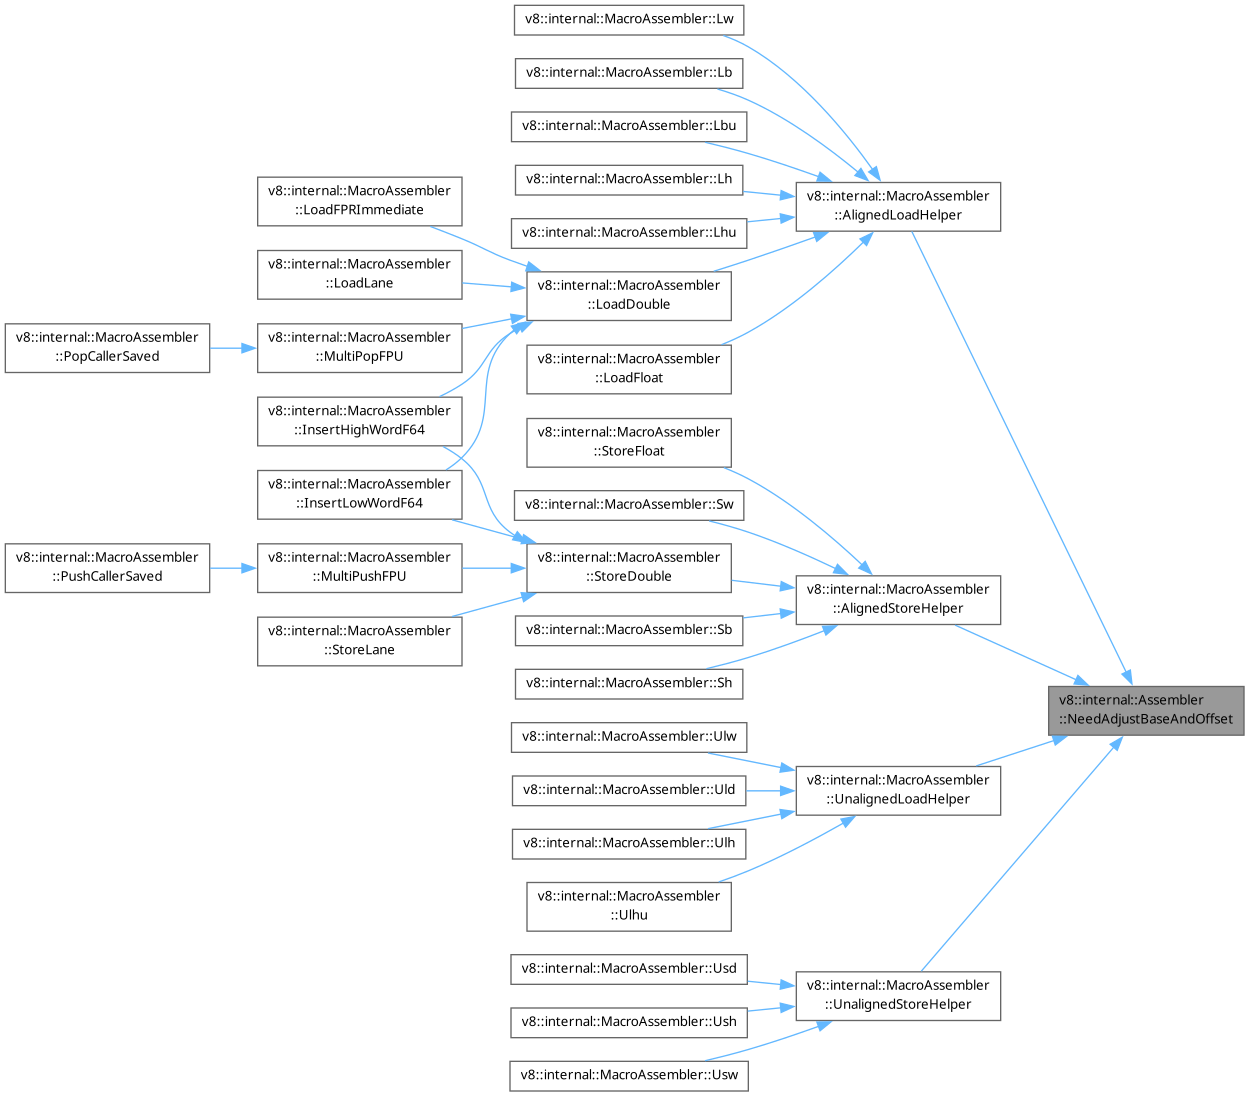 v8::internal::MacroAssembler::Lw
v8::internal::MacroAssembler::Lb
v8::internal::MacroAssembler::Lbu
v8::internal::MacroAssembler::Lh
v8::internal::MacroAssembler
::LoadFPRImmediate
v8::internal::MacroAssembler
::AlignedLoadHelper
v8::internal::MacroAssembler::Lhu
v8::internal::MacroAssembler
::LoadLane
v8::internal::MacroAssembler
::LoadDouble
v8::internal::MacroAssembler
::PopCallerSaved
v8::internal::MacroAssembler
::MultiPopFPU
v8::internal::MacroAssembler
::LoadFloat
v8::internal::MacroAssembler
::InsertHighWordF64
v8::internal::MacroAssembler
::StoreFloat
v8::internal::MacroAssembler
::InsertLowWordF64
v8::internal::MacroAssembler::Sw
v8::internal::MacroAssembler
::PushCallerSaved
v8::internal::MacroAssembler
::MultiPushFPU
v8::internal::MacroAssembler
::StoreDouble
v8::internal::MacroAssembler
::AlignedStoreHelper
v8::internal::MacroAssembler
::StoreLane
v8::internal::MacroAssembler::Sb
v8::internal::MacroAssembler::Sh
v8::internal::Assembler
::NeedAdjustBaseAndOffset
v8::internal::MacroAssembler::Ulw
v8::internal::MacroAssembler::Uld
v8::internal::MacroAssembler
::UnalignedLoadHelper
v8::internal::MacroAssembler::Ulh
v8::internal::MacroAssembler
::Ulhu
v8::internal::MacroAssembler::Usd
v8::internal::MacroAssembler
::UnalignedStoreHelper
v8::internal::MacroAssembler::Ush
v8::internal::MacroAssembler::Usw